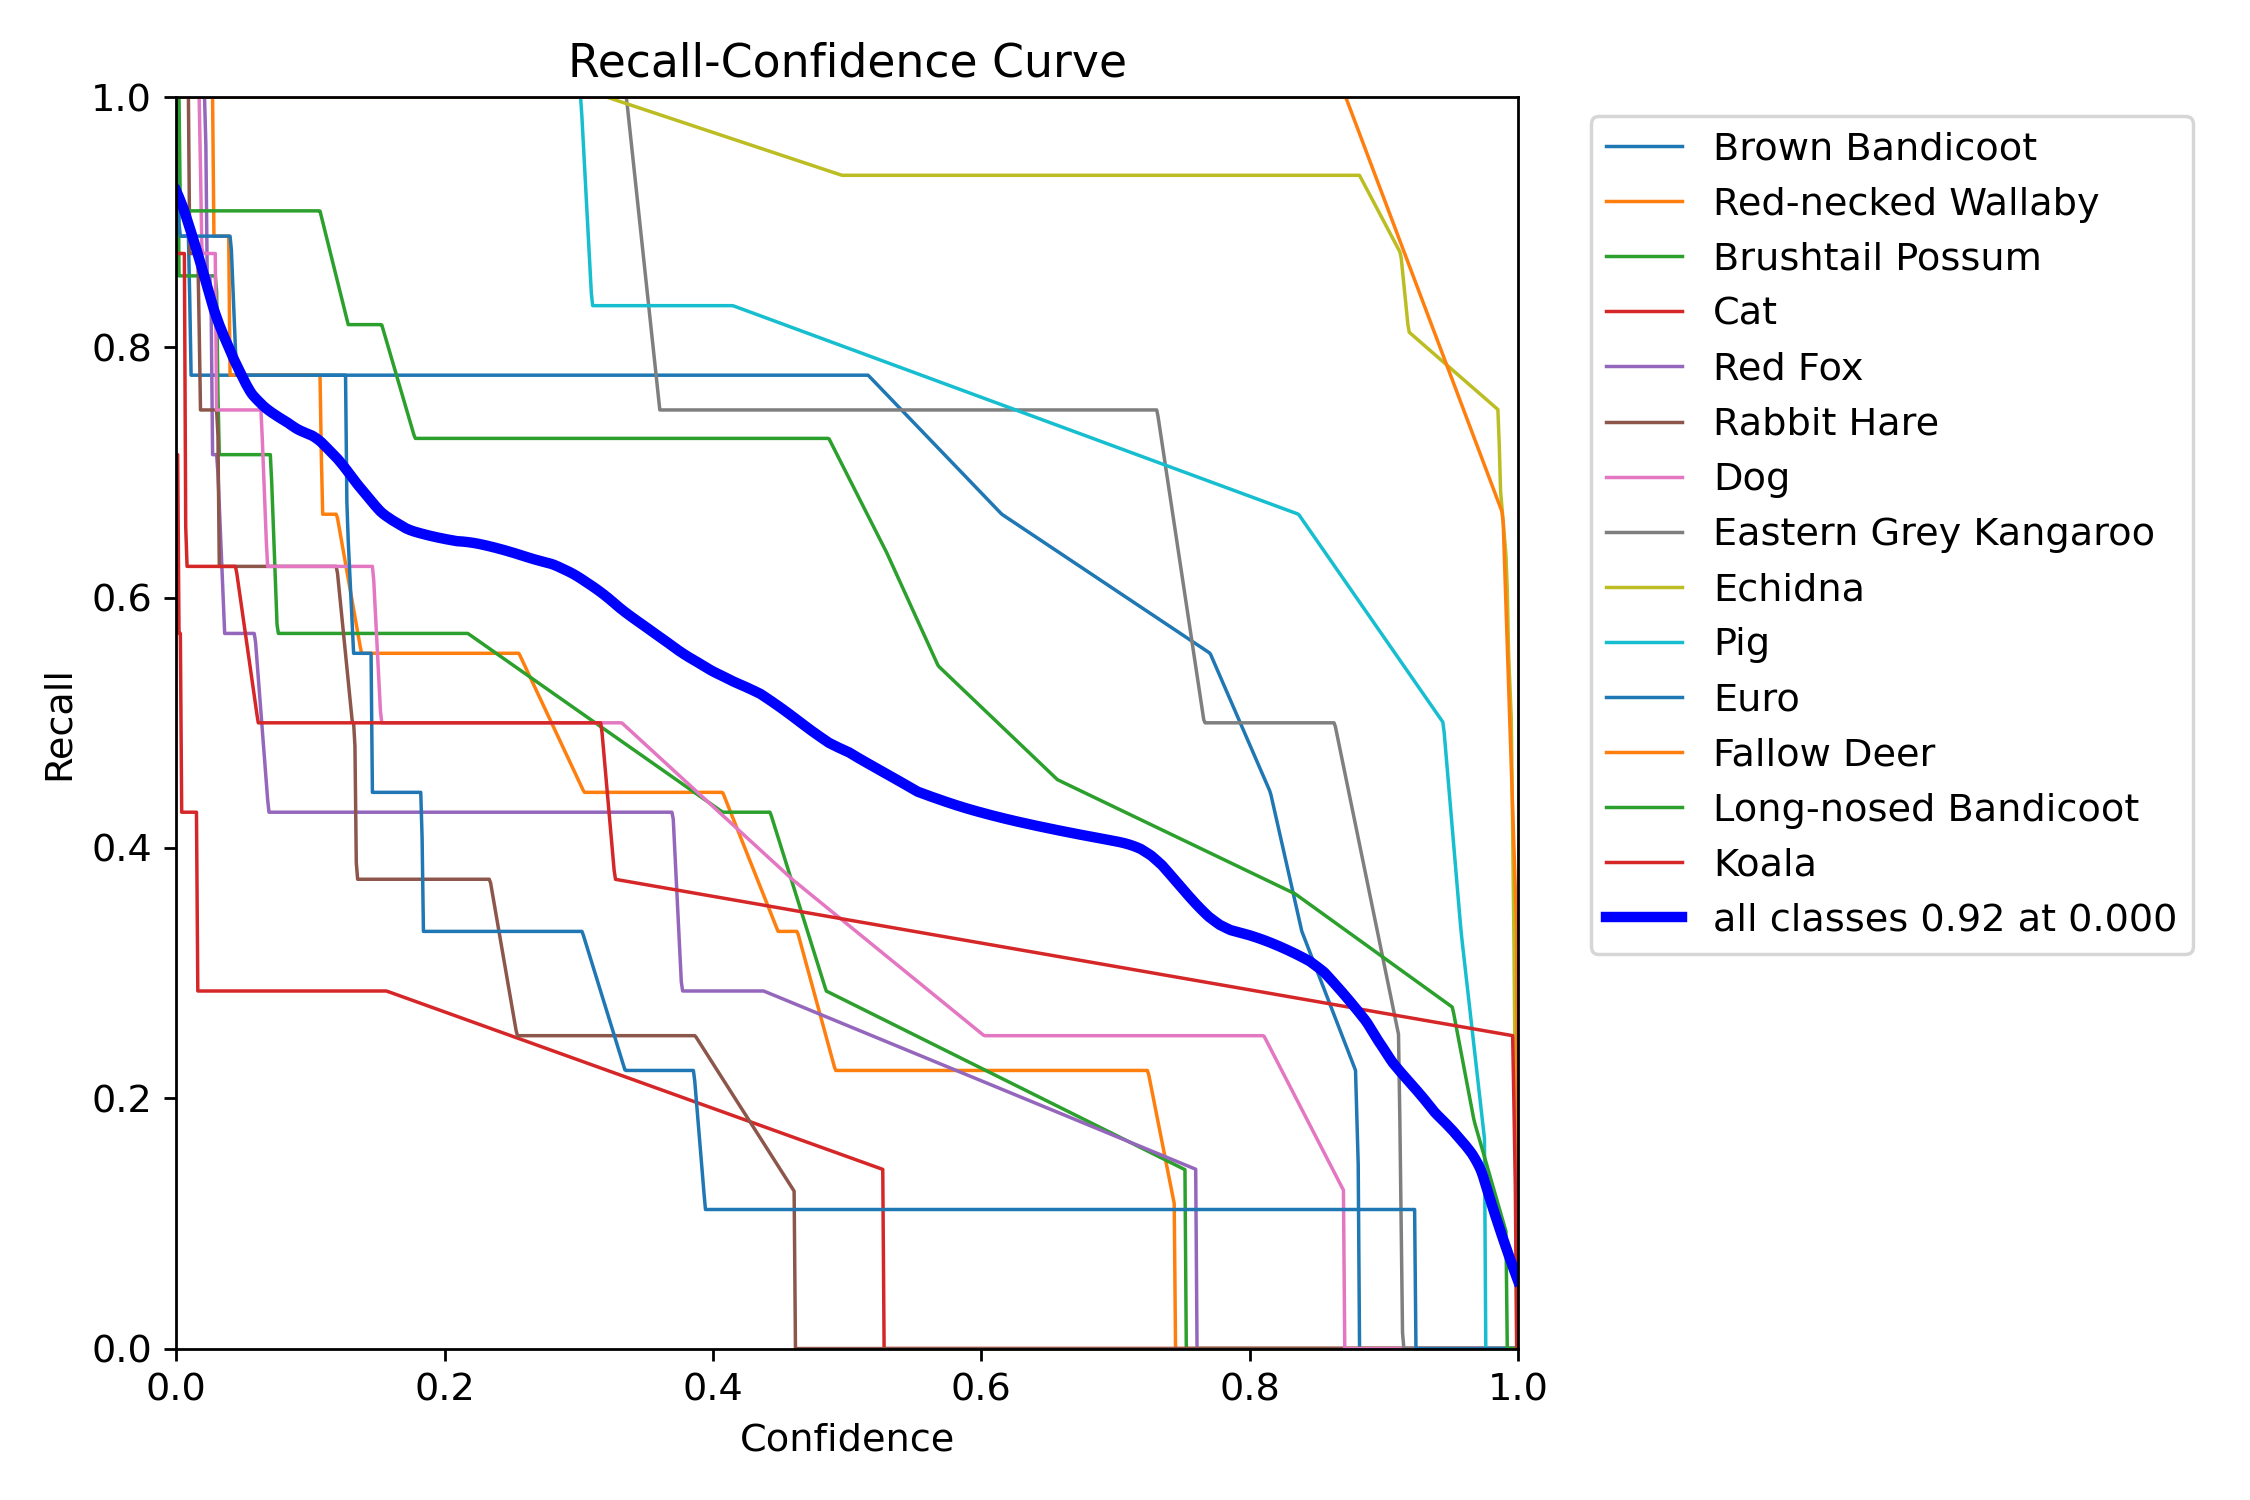 Recall-Confidence Curve
1.0
0.8
0.6
0.4
0.2
0.0
Recall
0.0 0.2 0.4 0.6 0.8 1.0
Confidence
Brown Bandicoot
Red-necked Wallaby
Brushtail Possum
Cat
Red Fox
Rabbit Hare
Dog
Eastern Grey Kangaroo
Echidna
Pig
Euro
Fallow Deer
Long-nosed Bandicoot
Koala
all classes 0.92 at 0.000